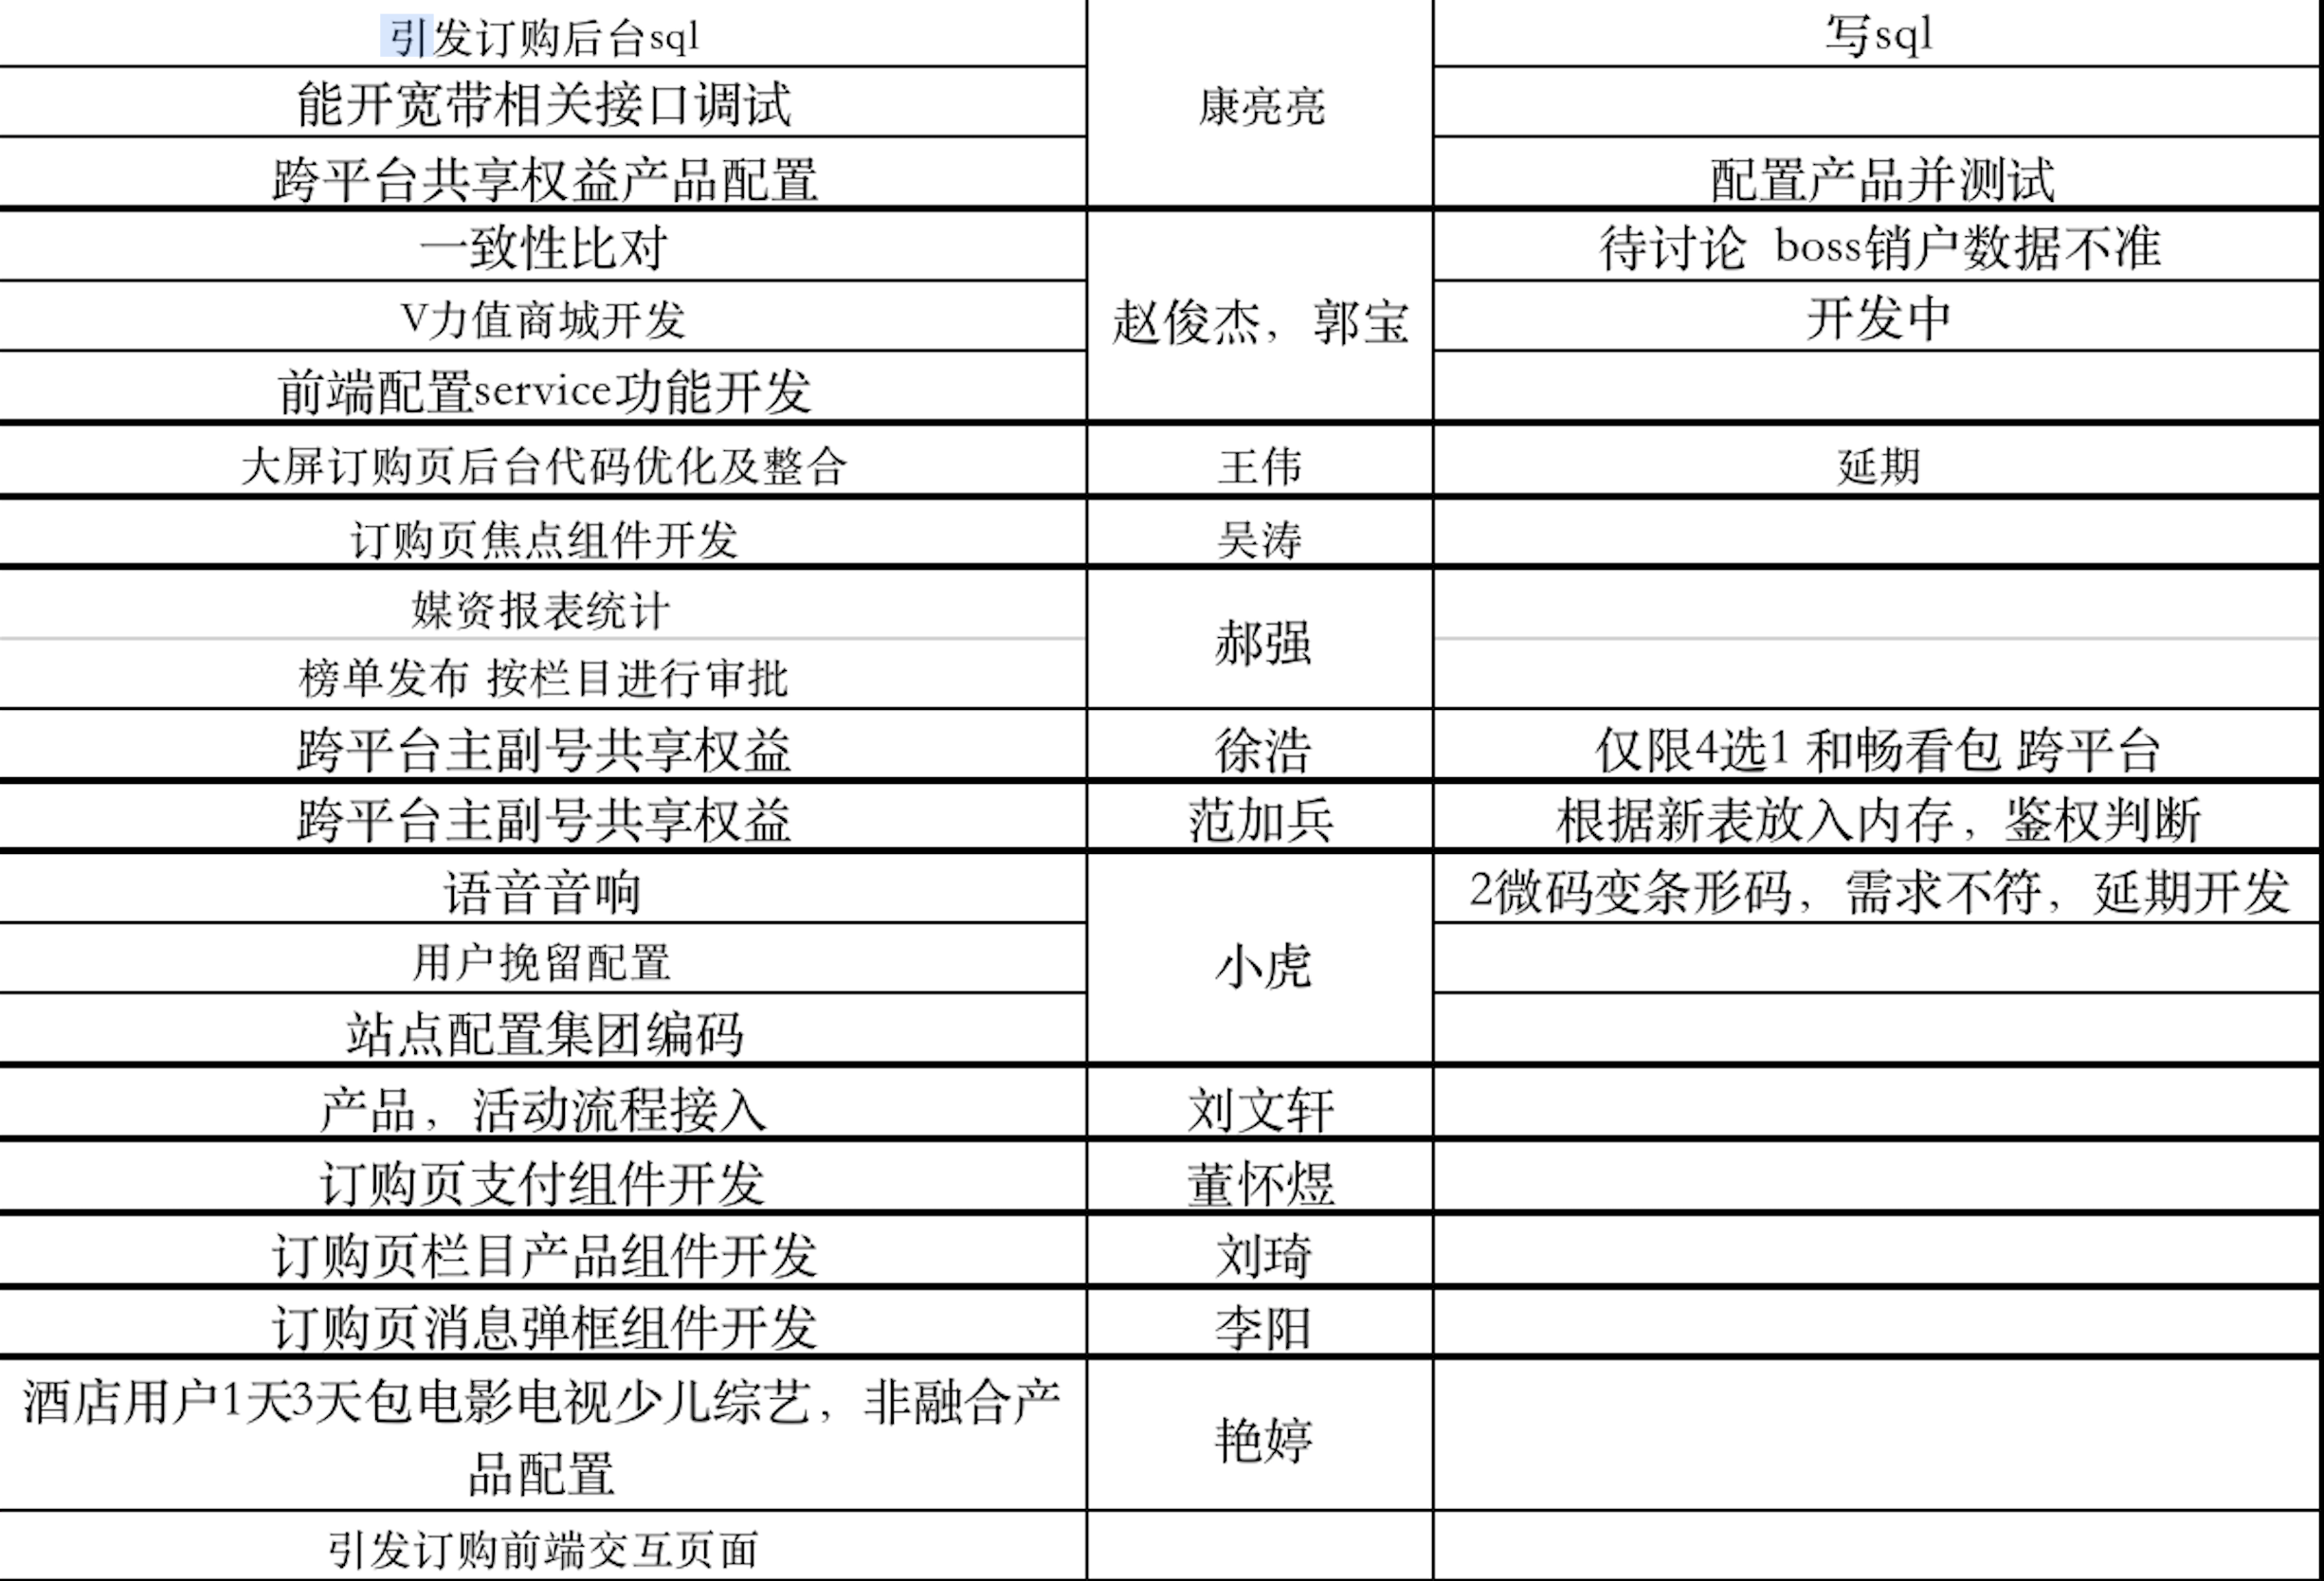 引发订购后台sql
写sql
能开宽带相关接口调试
康亮亮
跨平台共享权益产品配置
配置产品并测试
一致性比对
待讨论 boss销户数据不准
V力值商城开发
赵俊杰，郭宝
开发中
前端配置service功能开发
大屏订购页后台代码优化及整合
王伟
延期
订购页焦点组件开发
吴涛
媒资报表统计
郝强
榜单发布 按栏目进行审批
跨平台主副号共享权益
徐浩
仅限4选1 和畅看包 跨平台
跨平台主副号共享权益
范加兵
根据新表放入内存，鉴权判断
语音音响
2微码变条形码，需求不符，延期开发
用户挽留配置
小虎
站点配置集团编码
产品，活动流程接入
刘文轩
订购页支付组件开发
董怀煜
订购页栏目产品组件开发
刘琦
订购页消息弹框组件开发
李阳
酒店用户1天3天包电影电视少儿综艺，非融合产
品配置
艳婷
引发订购前端交互页面